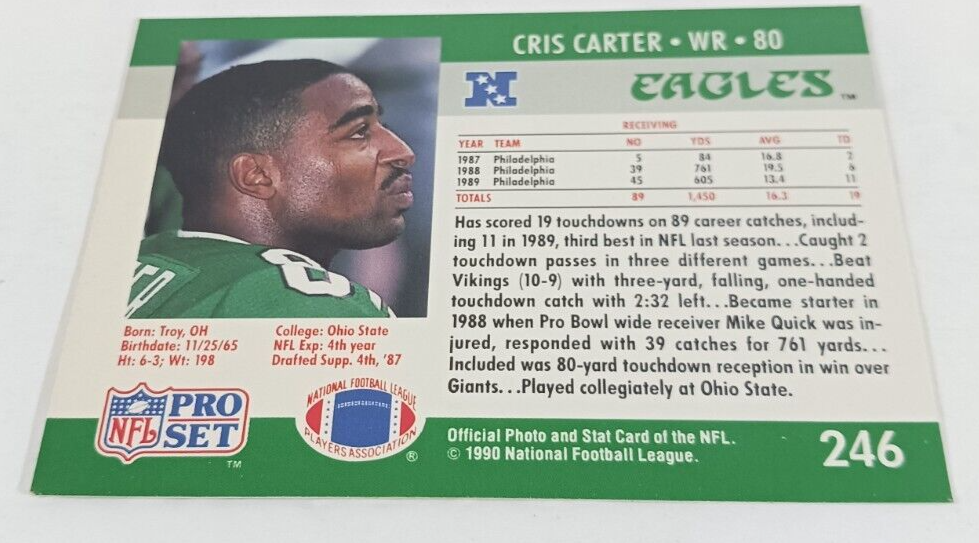 CRIS CARTER • WR • 80
N
EAGLES ™
RECEIVING
YEAR TEAM NO YDS AVG TD
1987 Philadelphia 5 84 16.8 2
1988 Philadelphia 39 761 19.5 6
1989 Philadelphia 45 605 13.4 11
TOTALS 89 1,450 16.3 19
Has scored 19 touchdowns on 89 career catches, includ-
ing 11 in 1989, third best in NFL last season...Caught 2
touchdown passes in three different games...Beat
Vikings (10-9) with three-yard, falling, one-handed
touchdown catch with 2:32 left...Became starter in
1988 when Pro Bowl wide receiver Mike Quick was in-
jured, responded with 39 catches for 761 yards...
Included was 80-yard touchdown reception in win over
Giants...Played collegiately at Ohio State.
Born: Troy, OH
Birthdate: 11/25/65
Ht: 6-3; Wt: 198
College: Ohio State
NFL Exp: 4th year
Drafted Supp. 4th, '87
NFL
PRO
SET
™
NATIONAL FOOTBALL LEAGUE
PLAYERS ASSOCIATION
®
Official Photo and Stat Card of the NFL.
© 1990 National Football League.
246